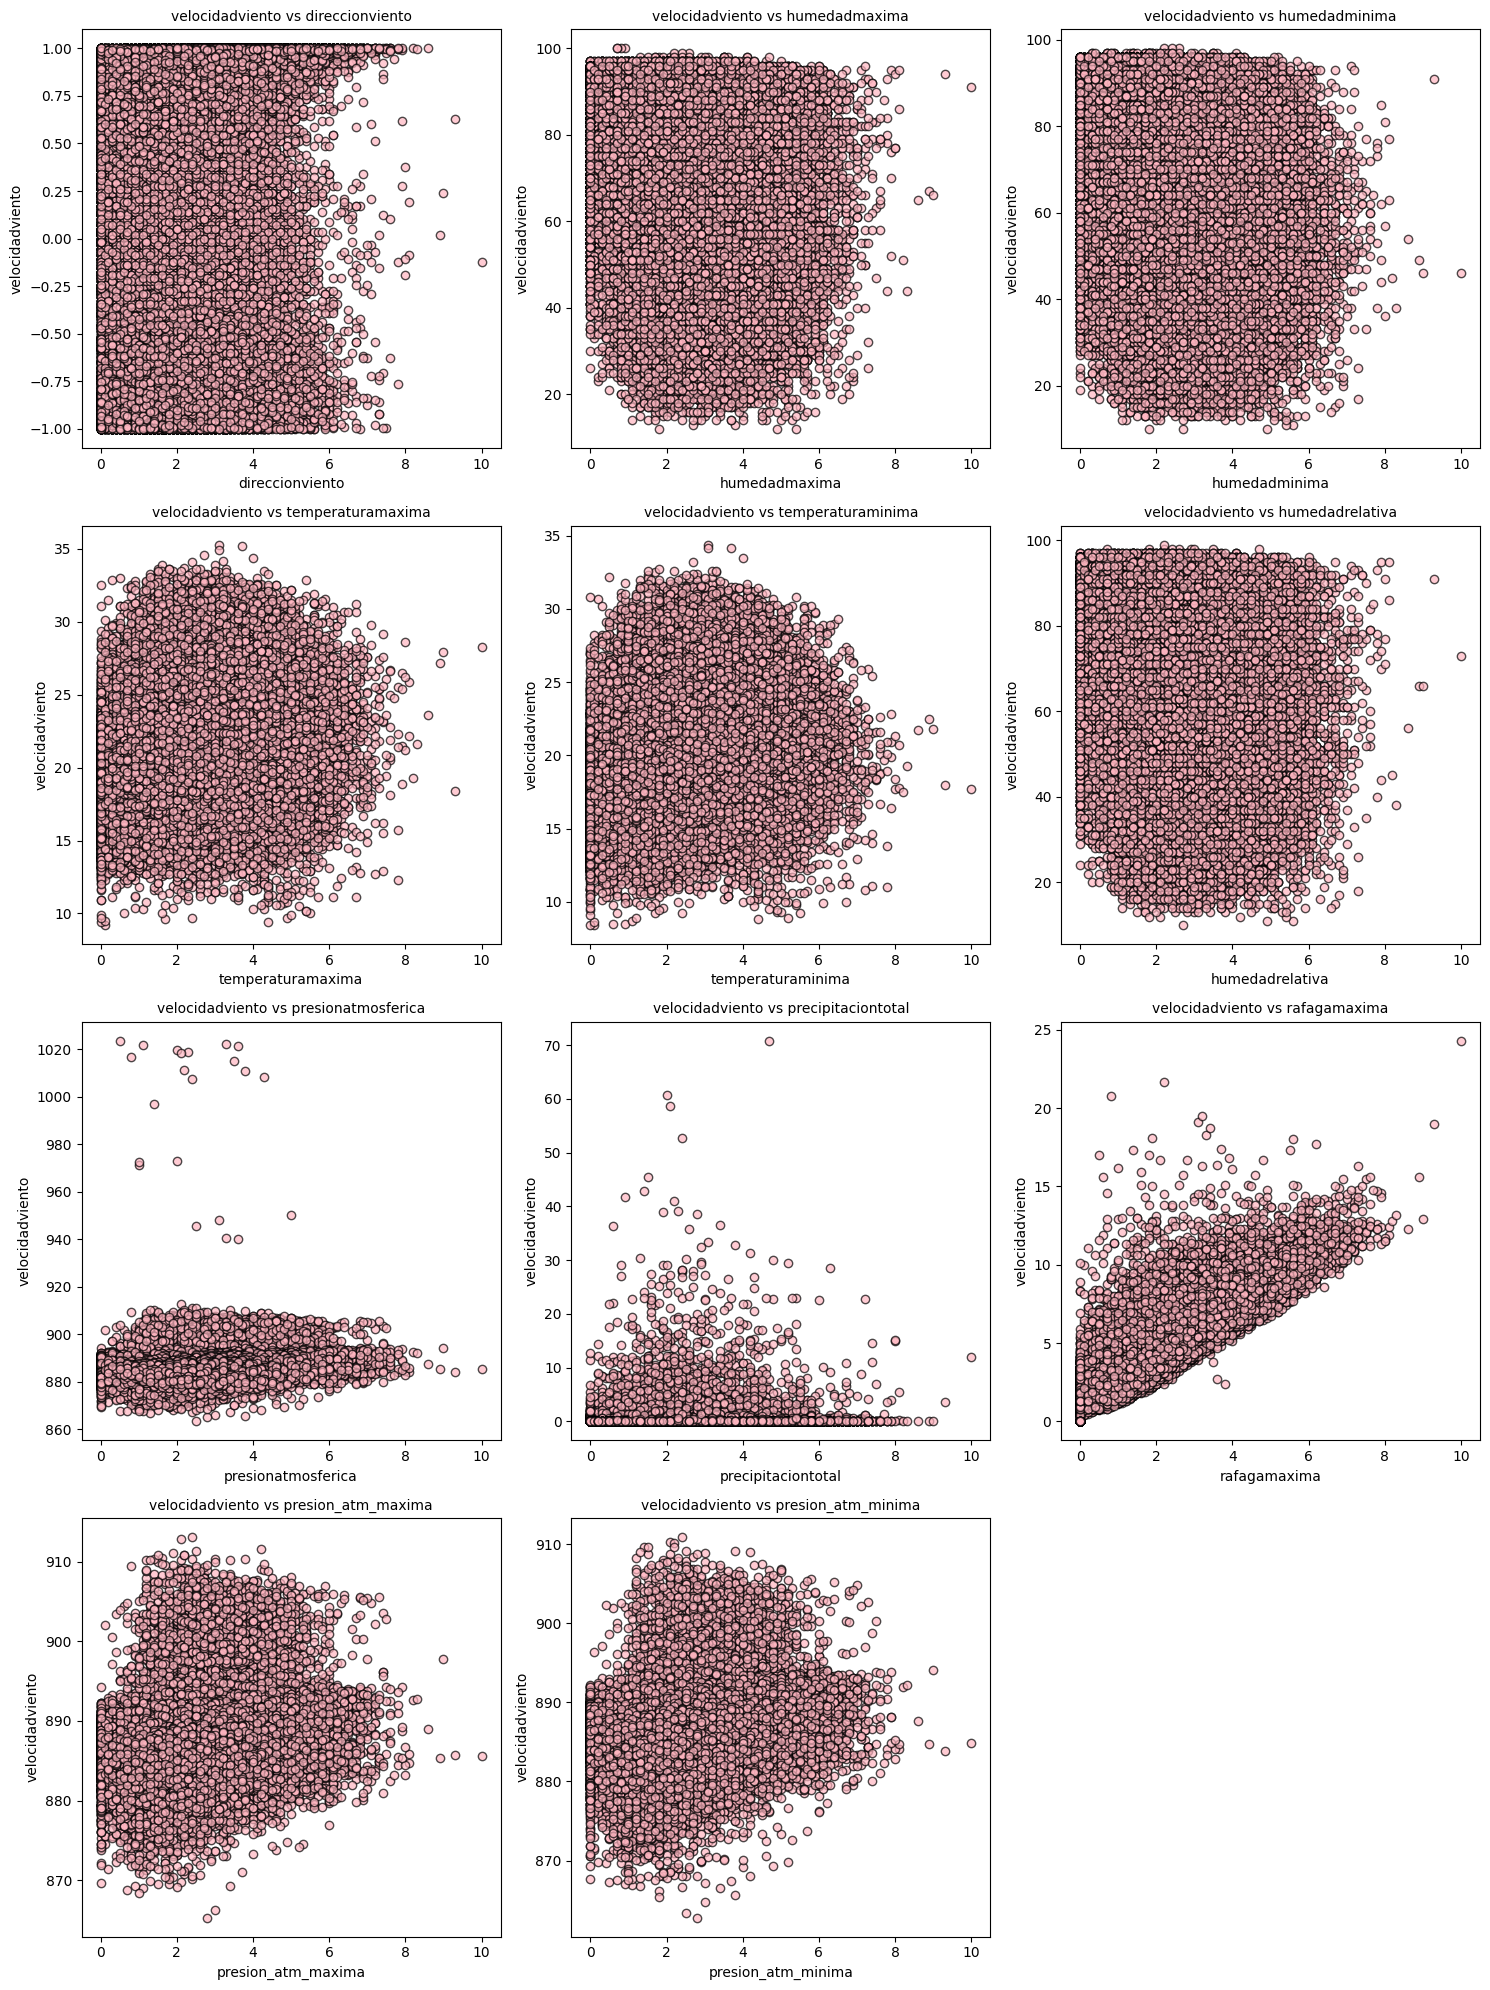 velocidadviento vs direccionviento
velocidadviento
1.00
0.75
0.50
0.25
0.00
−0.25
−0.50
−0.75
−1.00
0 2 4 6 8 10
direccionviento
velocidadviento vs humedadmaxima
velocidadviento
100
80
60
40
20
0 2 4 6 8 10
humedadmaxima
velocidadviento vs humedadminima
velocidadviento
100
80
60
40
20
0 2 4 6 8 10
humedadminima
velocidadviento vs temperaturamaxima
velocidadviento
35
30
25
20
15
10
0 2 4 6 8 10
temperaturamaxima
velocidadviento vs temperaturaminima
velocidadviento
35
30
25
20
15
10
0 2 4 6 8 10
temperaturaminima
velocidadviento vs humedadrelativa
velocidadviento
100
80
60
40
20
0 2 4 6 8 10
humedadrelativa
velocidadviento vs presionatmosferica
velocidadviento
1020
1000
980
960
940
920
900
880
860
0 2 4 6 8 10
presionatmosferica
velocidadviento vs precipitaciontotal
velocidadviento
70
60
50
40
30
20
10
0
0 2 4 6 8 10
precipitaciontotal
velocidadviento vs rafagamaxima
velocidadviento
25
20
15
10
5
0
0 2 4 6 8 10
rafagamaxima
velocidadviento vs presion_atm_maxima
velocidadviento
910
900
890
880
870
0 2 4 6 8 10
presion_atm_maxima
velocidadviento vs presion_atm_minima
velocidadviento
910
900
890
880
870
0 2 4 6 8 10
presion_atm_minima